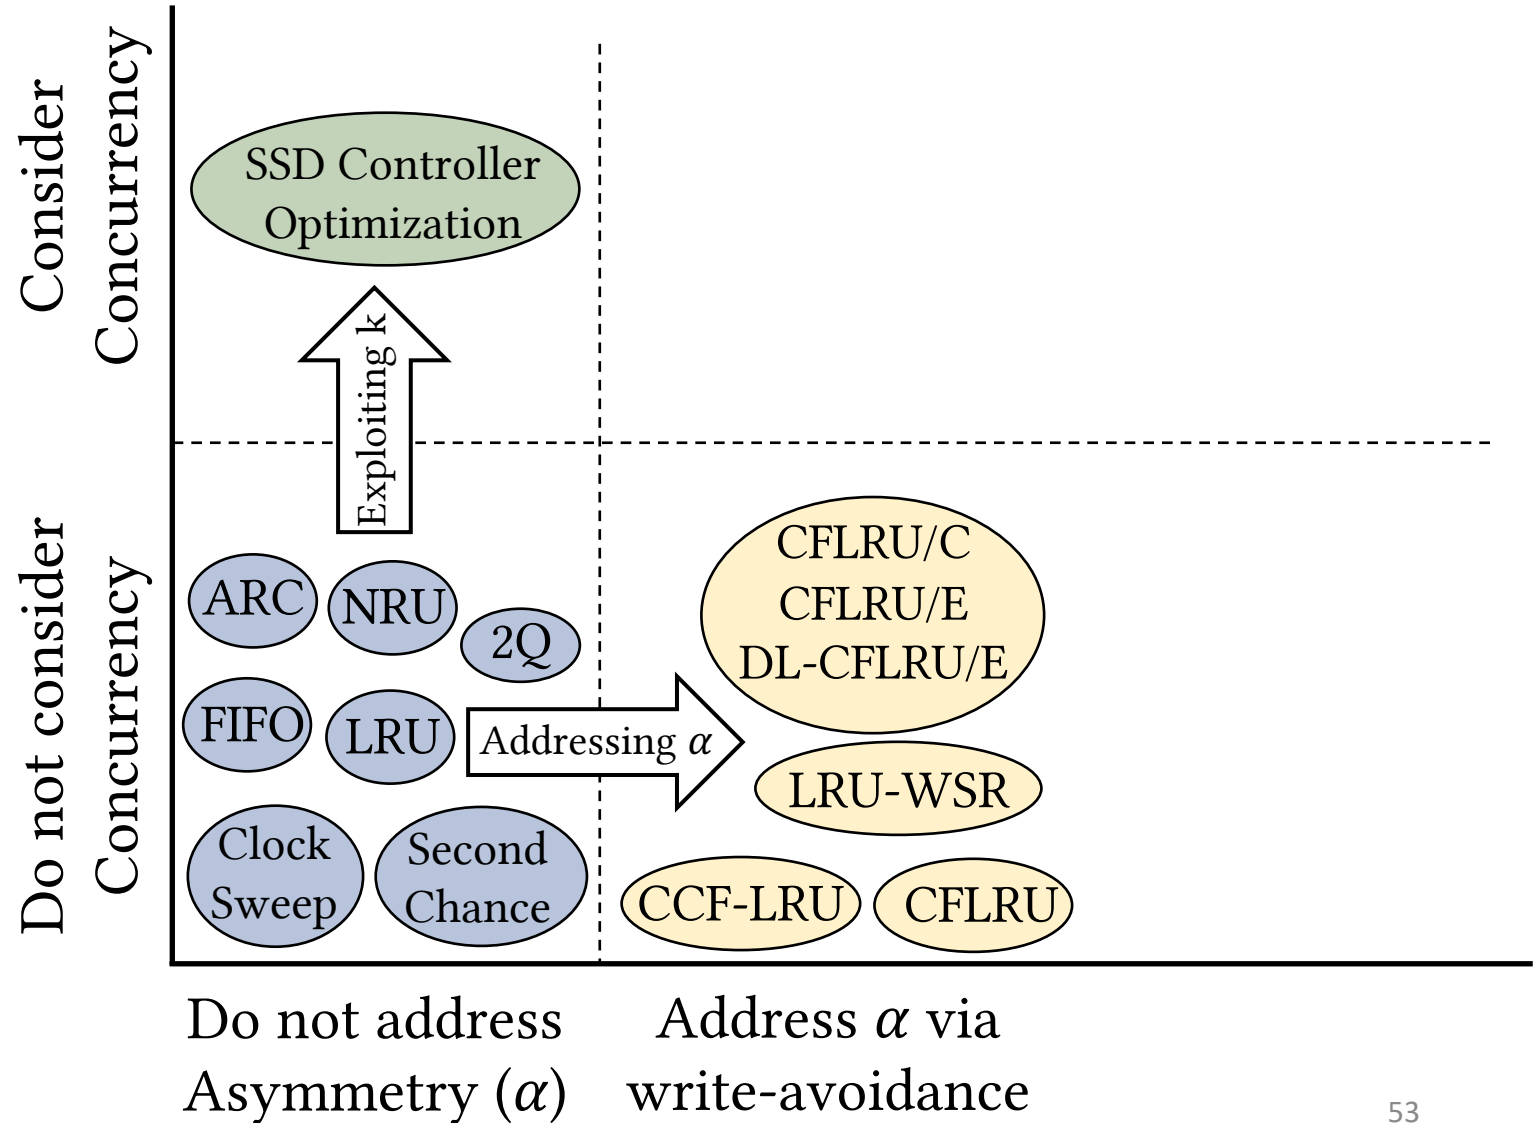 Consider
Concurrency
SSD Controller
Optimization
Exploiting k
Do not consider
Concurrency
ARC
NRU
2Q
FIFO
LRU
Clock
Sweep
Second
Chance
Addressing α
CFLRU/C
CFLRU/E
DL-CFLRU/E
LRU-WSR
CCF-LRU
CFLRU
Do not address
Asymmetry (α)
Address α via
write-avoidance
53